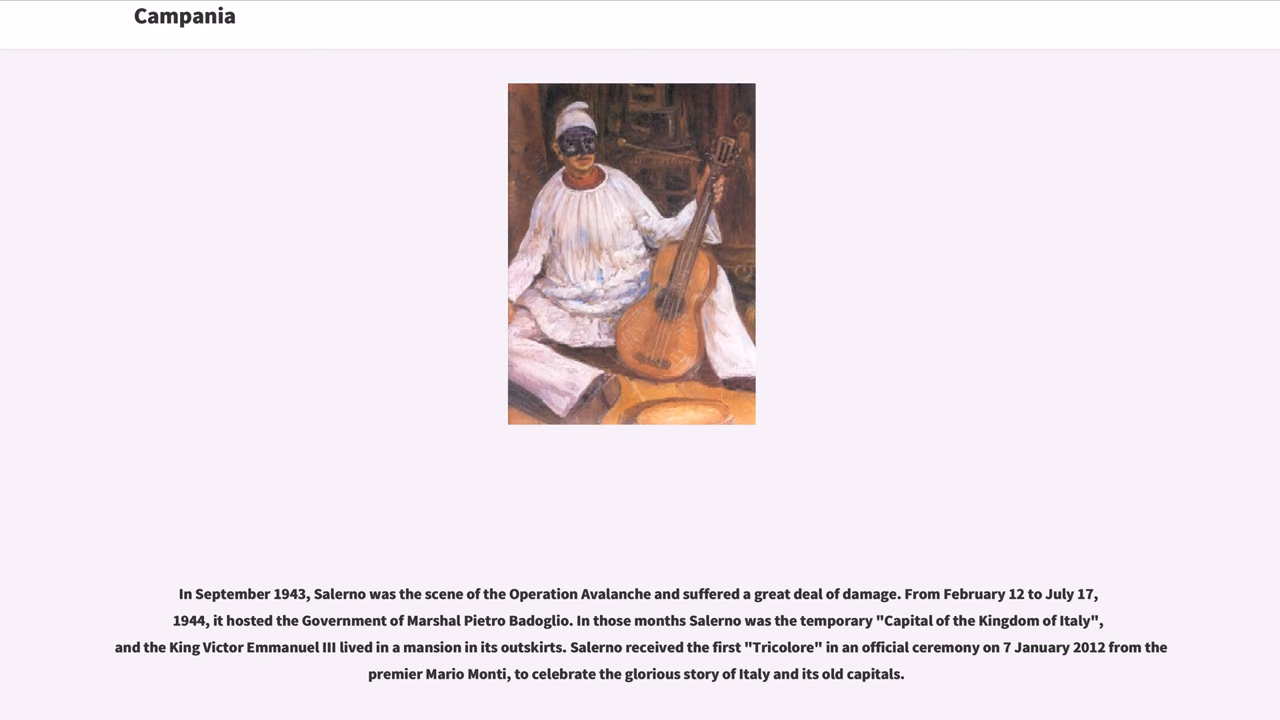 Campania
In September 1943, Salerno was the scene of the Operation Avalanche and suffered a great deal of damage. From February 12 to July 17,
1944, it hosted the Government of Marshal Pietro Badoglio. In those months Salerno was the temporary "Capital of the Kingdom of Italy",
and the King Victor Emmanuel III lived in a mansion in its outskirts. Salerno received the first "Tricolore" in an official ceremony on 7 January 2012 from the
premier Mario Monti, to celebrate the glorious story of Italy and its old capitals.